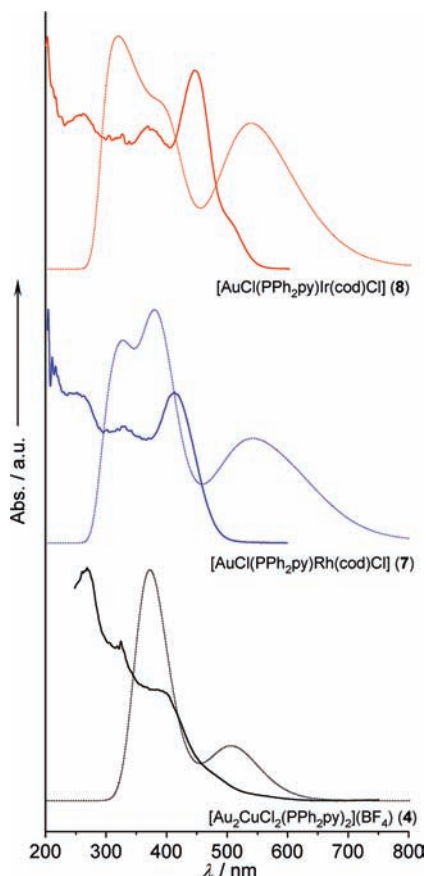 [AuCl(PPh₂py)Ir(cod)Cl] (8)
Abs. / a.u.
[AuCl(PPh₂py)Rh(cod)Cl] (7)
[Au₂CuCl₂(PPh₂py)₂](BF₄) (4)
200 300 400 500 600 700 800
λ / nm